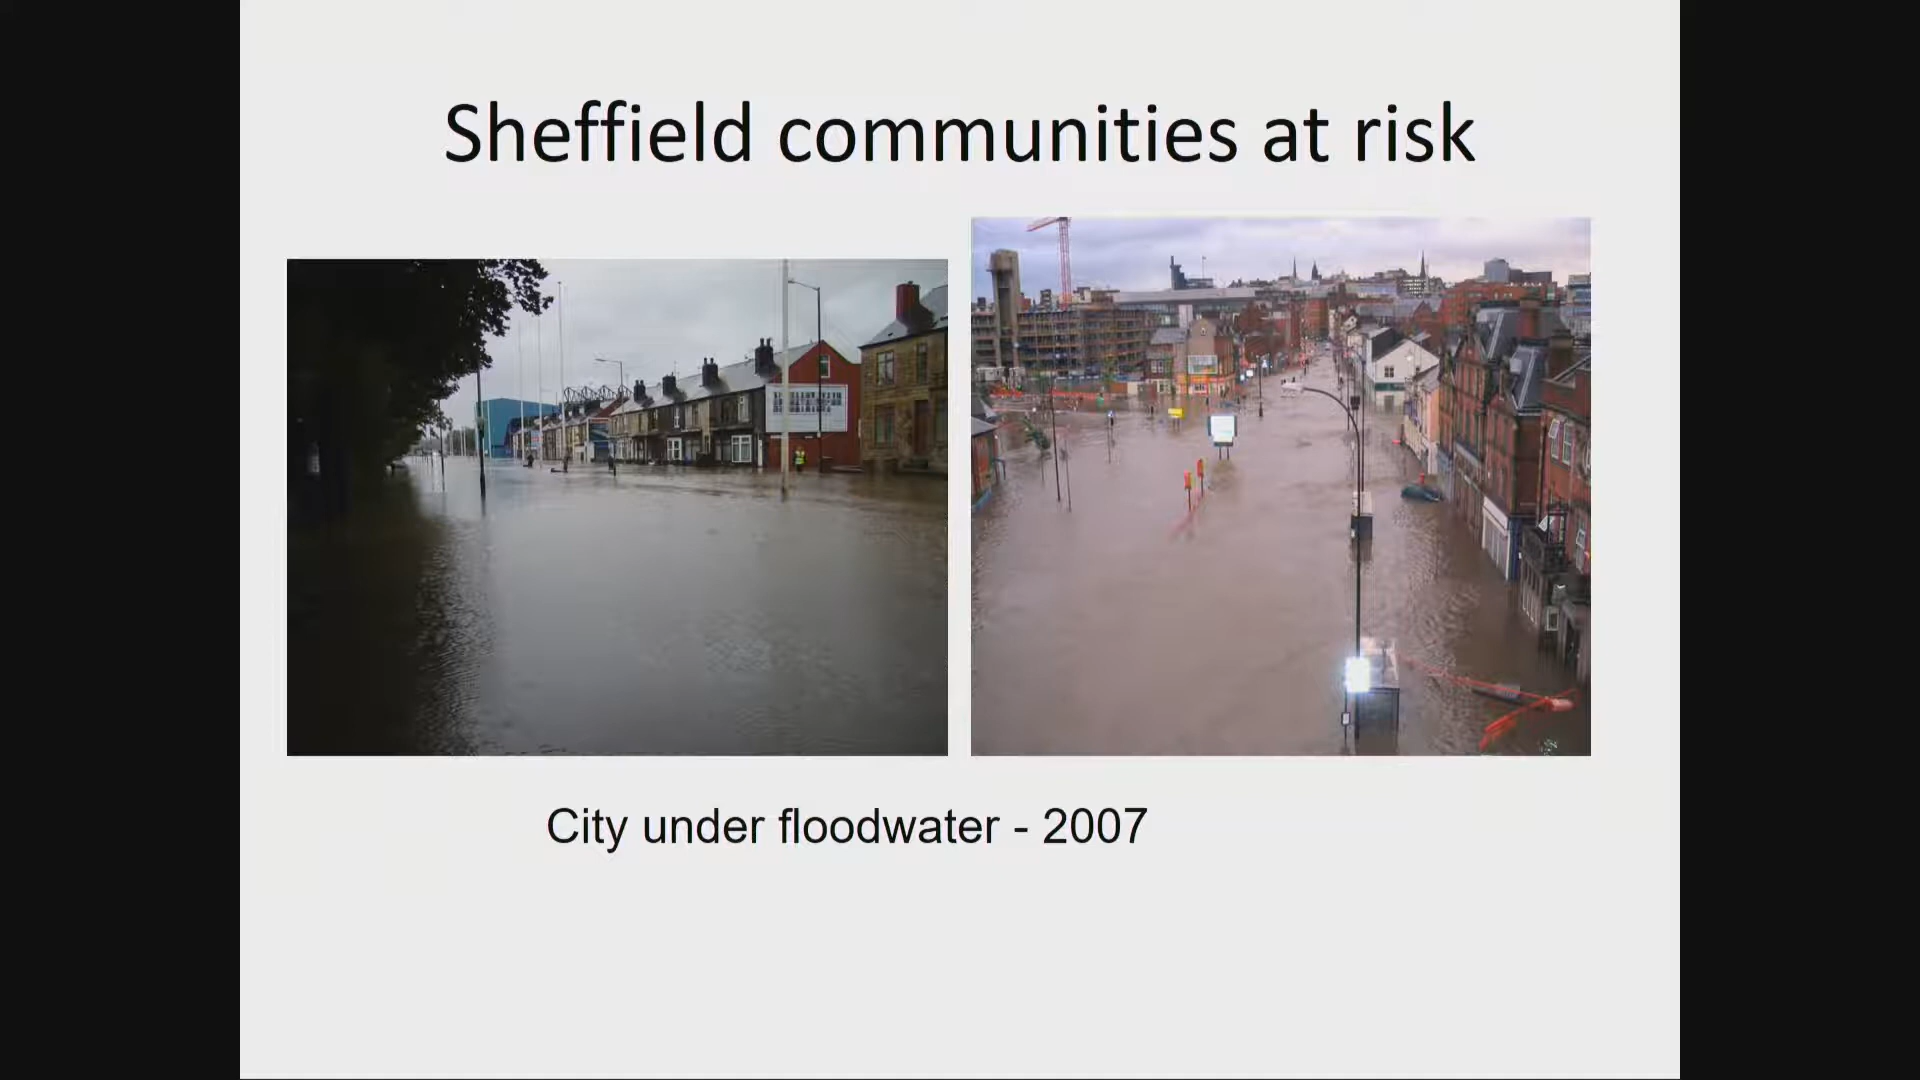 Sheffield communities at risk
City under floodwater - 2007